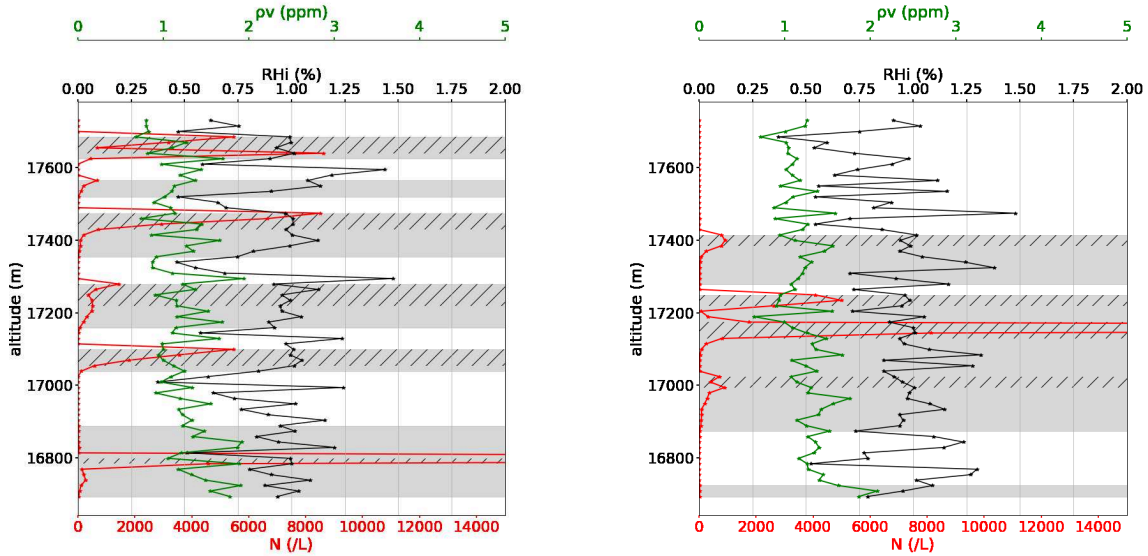 ρv (ppm)
0 1 2 3 4 5
RHi (%)
0.00 0.25 0.50 0.75 1.00 1.25 1.50 1.75 2.00
altitude (m)
17600
17400
17200
17000
16800
0 2000 4000 6000 8000 10000 12000 14000
N (/L)
ρv (ppm)
0 1 2 3 4 5
RHi (%)
0.00 0.25 0.50 0.75 1.00 1.25 1.50 1.75 2.00
altitude (m)
17600
17400
17200
17000
16800
0 2000 4000 6000 8000 10000 12000 14000
N (/L)